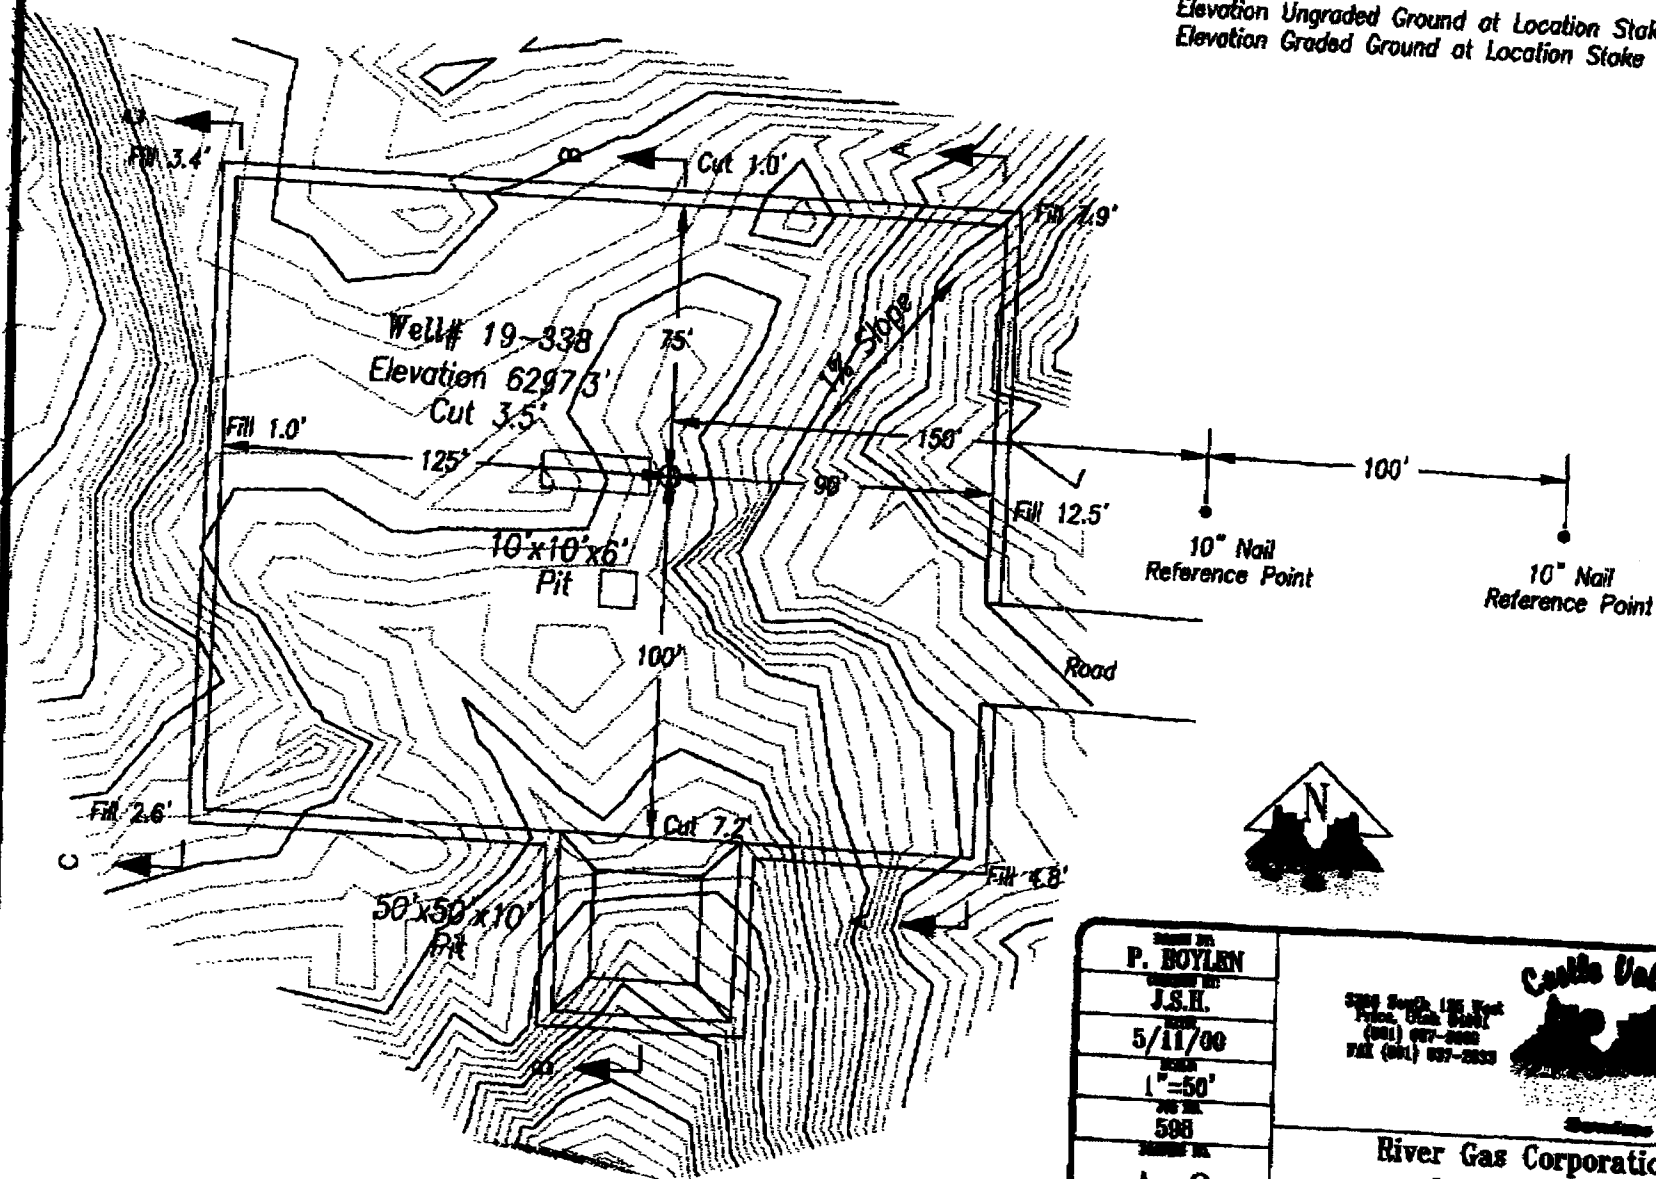 Elevation Ungraded Ground at Location Stak
Elevation Graded Ground at Location Stake
C
Fill 3.4'
B
Cut 1.0'
A
Fill 7.9'
Well# 19-338
Elevation 6297.3'
Cut 3.5'
75'
1% Slope
Fill 1.0'
125'
150'
100'
90'
Fill 12.5'
10" Nail
Reference Point
10" Nail
Reference Point
10'x10'x6'
Pit
100'
Road
N
Fill 2.6'
Cut 7.2'
C
Fill 4.8'
50'x50'x10'
Pit
A
B
P. BOYLEN
J.S.H.
5/11/00
1"=50'
598
Castle Val
River Gas Corporatio